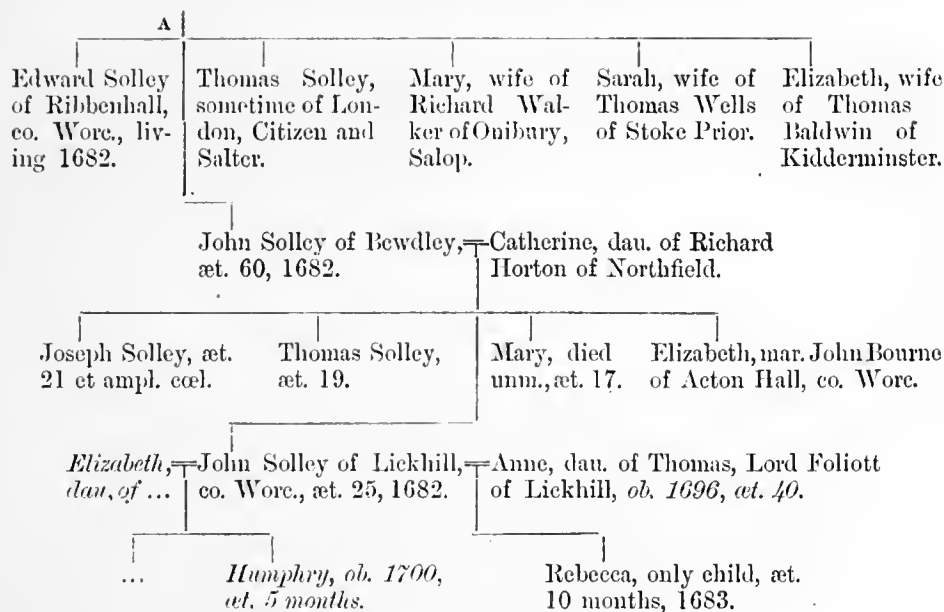 A
Edward Solley
of Ribbenhall,
co. Worc., liv-
ing 1682.
Thomas Solley,
sometime of Lon-
don, Citizen and
Salter.
Mary, wife of
Richard Wal-
ker of Onibury,
Salop.
Sarah, wife of
Thomas Wells
of Stoke Prior.
Elizabeth, wife
of Thomas
Baldwin of
Kidderminster.
John Solley of Bewdley,
æt. 60, 1682.
Catherine, dau. of Richard
Horton of Northfield.
Joseph Solley, æt.
21 et ampl. cœl.
Thomas Solley,
æt. 19.
Mary, died
unm., æt. 17.
Elizabeth, mar. John Bourne
of Acton Hall, co. Worc.
Elizabeth,
dau. of ...
John Solley of Lickhill,
co. Worc., æt. 25, 1682.
Anne, dau. of Thomas, Lord Foliott
of Lickhill, ob. 1696, æt. 40.
...
Humphry, ob. 1700,
æt. 5 months.
Rebecca, only child, æt.
10 months, 1683.